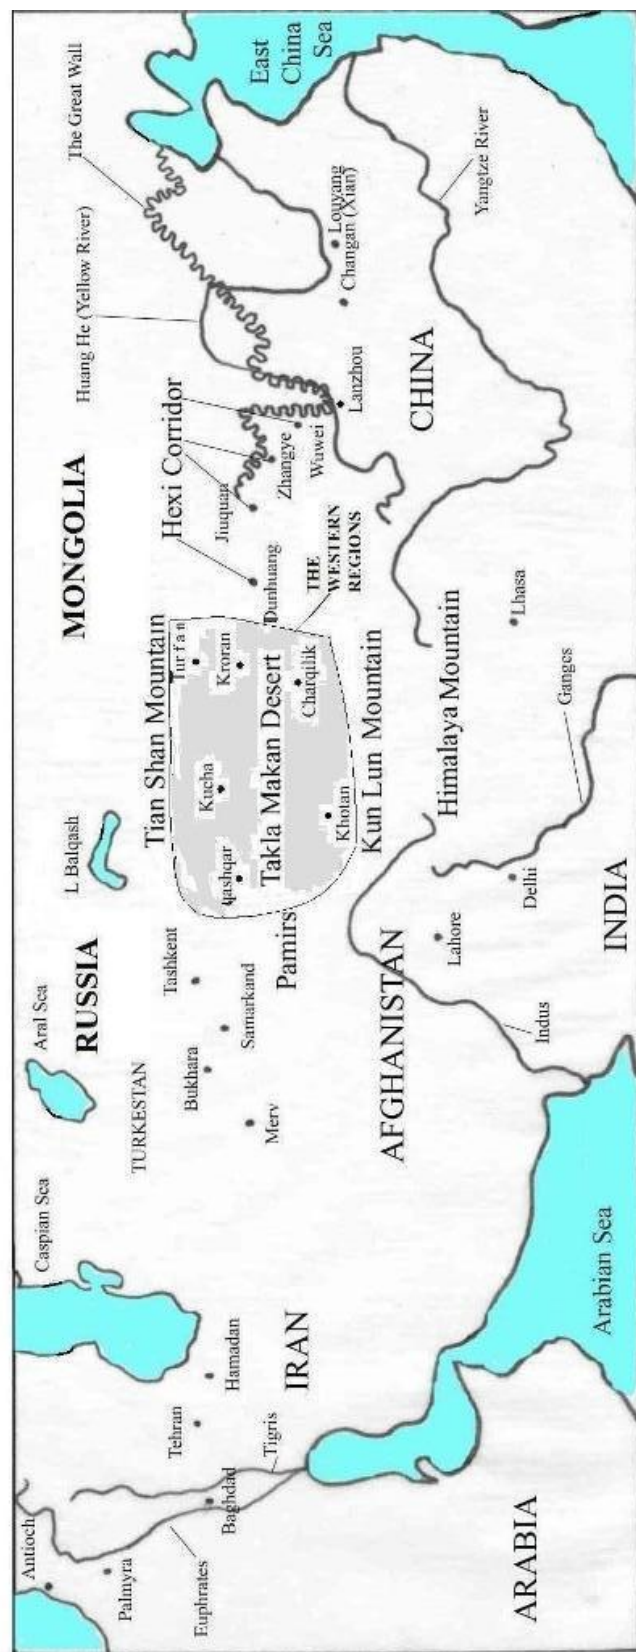 The Great Wall
East
China
Sea
Huang He (Yellow River)
Louyang
Changan (Xian)
Yangtze River
MONGOLIA
Hexi Corridor
Jiuquan
Zhangye
Wuwei
Lanzhou
CHINA
Dunhuang
THE
WESTERN
REGIONS
Tian Shan Mountain
Turfan
Kroran
Charqilik
Kucha
Takla Makan Desert
Khotan
Kun Lun Mountain
qashqar
Himalaya Mountain
Lhasa
Ganges
L Balqash
RUSSIA
Aral Sea
Tashkent
Samarkand
Bukhara
Merv
TURKESTAN
Pamirs
AFGHANISTAN
Lahore
Delhi
INDIA
Indus
Caspian Sea
Arabian Sea
IRAN
Hamadan
Tehran
Tigris
Baghdad
Antioch
Palmyra
Euphrates
ARABIA